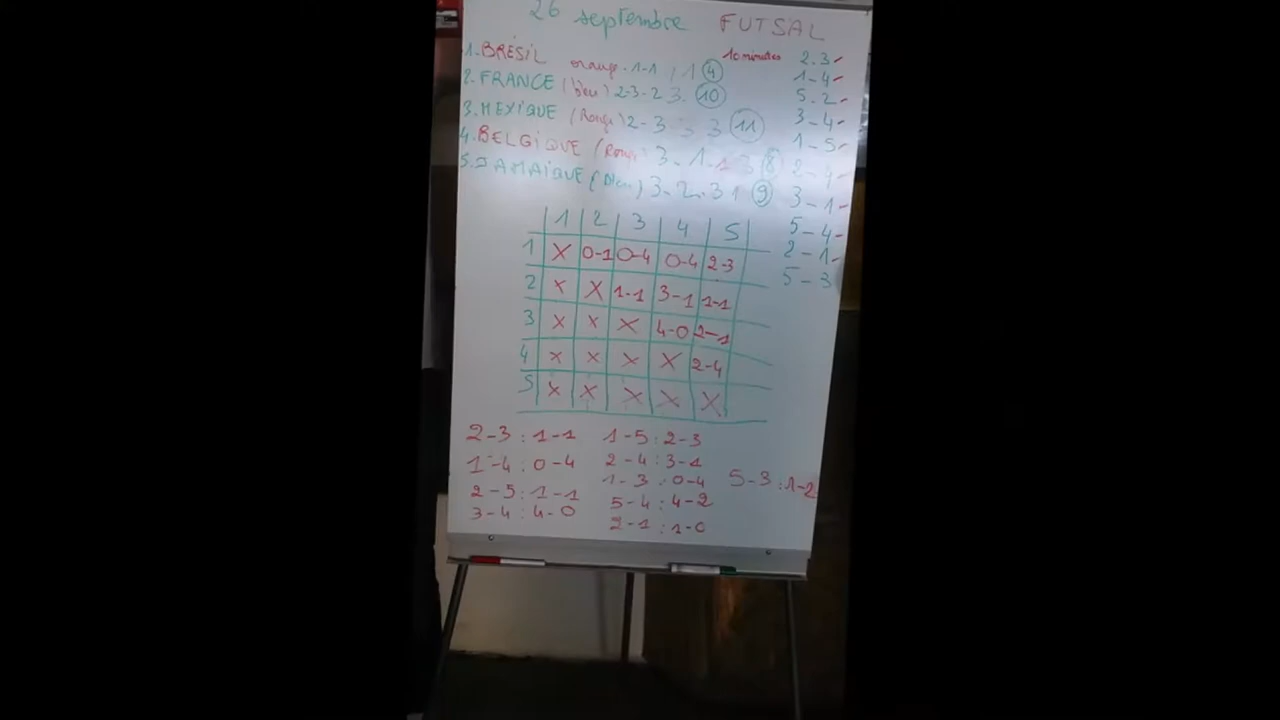 26 septembre FUTSAL
1. BRESIL orange 1-1 1 4
2. FRANCE (bleu) 2-3-2 3 10
3. MEXIQUE (Rouge) 2-3 3 3 11
4. BELGIQUE (Rouge) 3-1-1 3 8
5. JAMAIQUE (bleu) 3-2-3 1 9
10 minutes
2-3
1-4
5-2
3-4
1-5
2-4
3-1
5-4
2-1
5-3
1 2 3 4 5
1 X 0-1 0-4 0-4 2-3
2 X X 1-1 3-1 1-1
3 X X X 4-0 2-1
4 X X X X 2-4
5 X X X X X
2-3 : 1-1
1-4 : 0-4
2-5 : 1-1
3-4 : 4-0
1-5 : 2-3
2-4 : 3-1
1-3 : 0-4
5-4 : 4-2
2-1 : 1-0
5-3 : 1-2